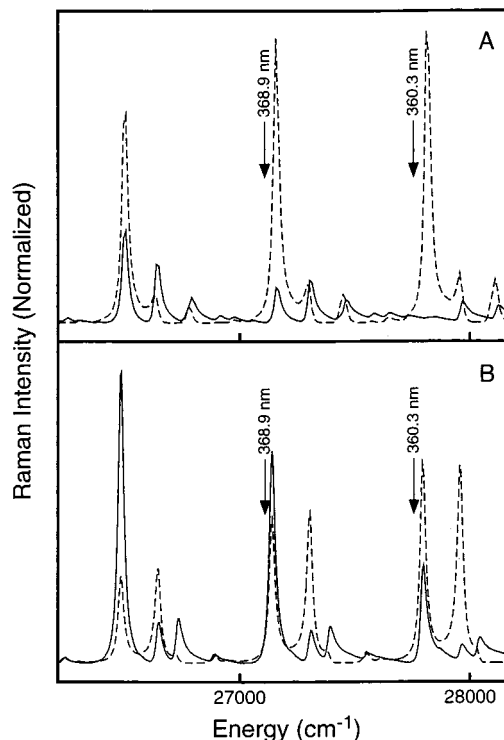 A
368.9 nm
360.3 nm
B
368.9 nm
360.3 nm
Raman Intensity (Normalized)
27000
28000
Energy (cm⁻¹)